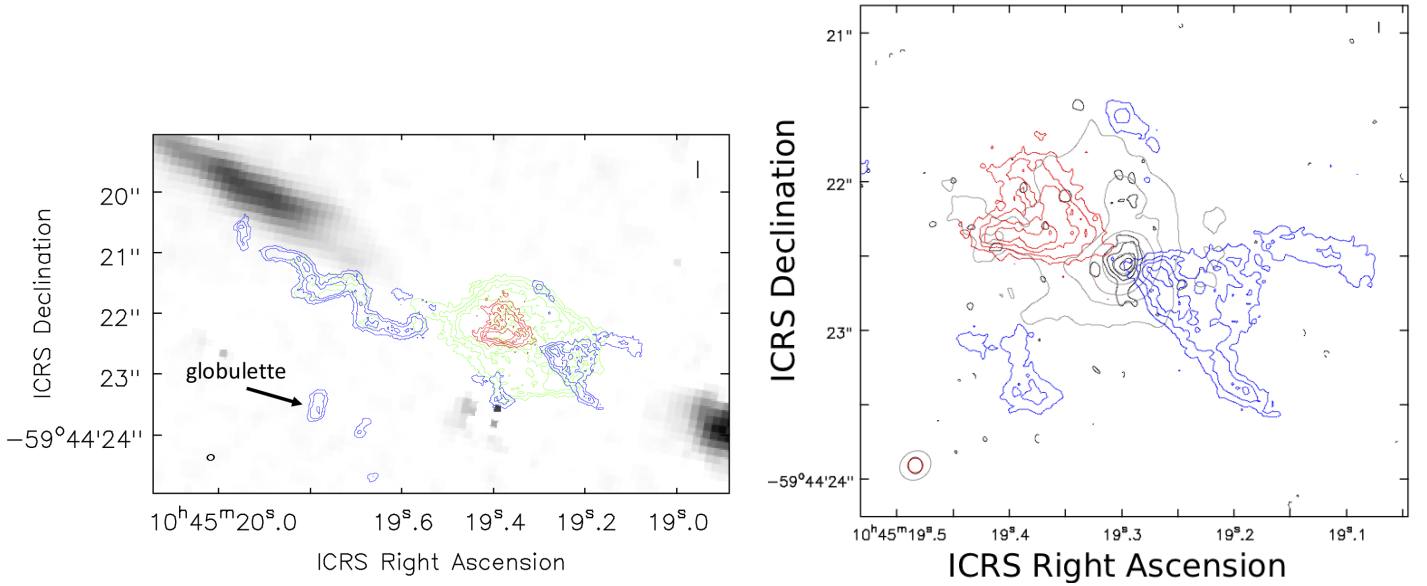 20''
21''
22''
23''
−59°44'24''
ICRS Declination
globulette
10ʰ45ᵐ20ˢ.0
19ˢ.6
19ˢ.4
19ˢ.2
19ˢ.0
ICRS Right Ascension
21''
22''
23''
−59°44'24''
ICRS Declination
10ʰ45ᵐ19ˢ.5
19ˢ.4
19ˢ.3
19ˢ.2
19ˢ.1
ICRS Right Ascension